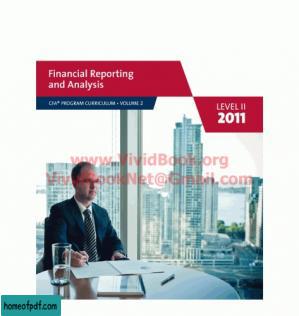 Financial Reporting
and Analysis
CFA® PROGRAM CURRICULUM • VOLUME 2
LEVEL II
2011
www.VividBook.org
VividBookNet@Gmail.com
homeofpdf.com